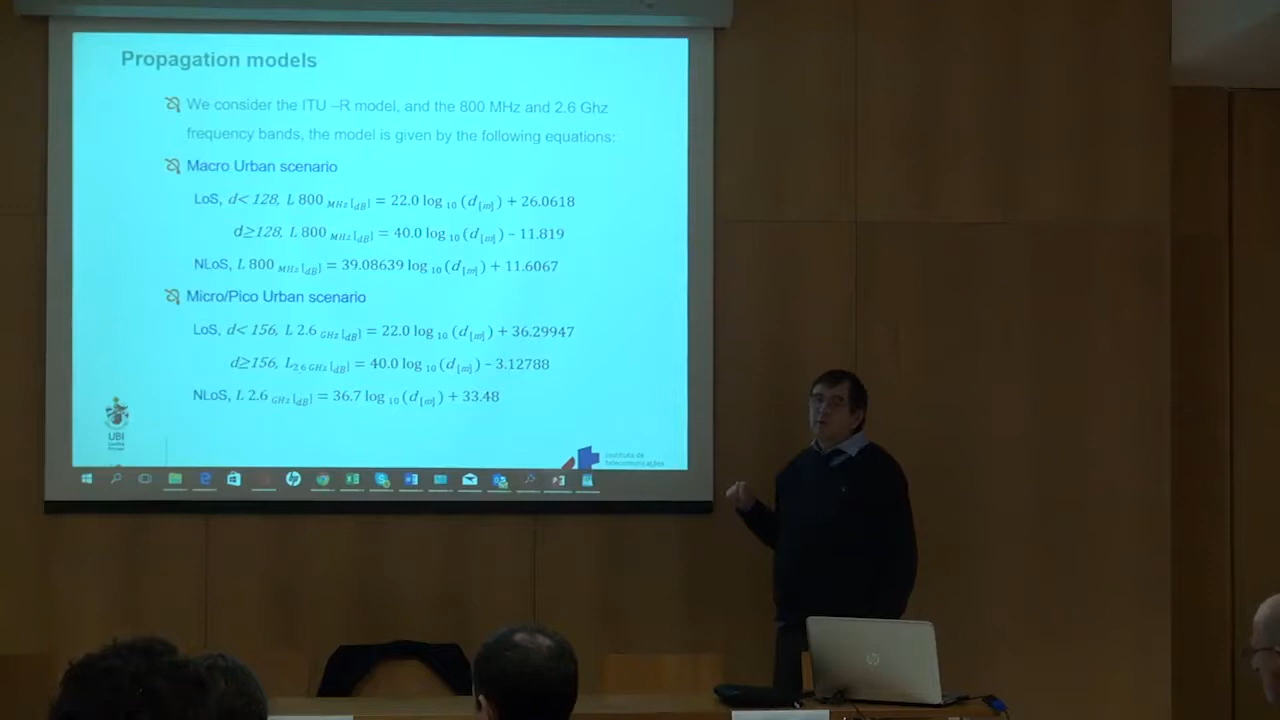 Propagation models
We consider the ITU –R model, and the 800 MHz and 2.6 Ghz
frequency bands, the model is given by the following equations:
Macro Urban scenario
LoS, d< 128, L 800 MHz [dB] = 22.0 log 10 (d[m]) + 26.0618
d≥128, L 800 MHz [dB] = 40.0 log 10 (d[m]) – 11.819
NLoS, L 800 MHz [dB] = 39.08639 log 10 (d[m]) + 11.6067
Micro/Pico Urban scenario
LoS, d< 156, L 2.6 GHz [dB] = 22.0 log 10 (d[m]) + 36.29947
d≥156, L 2 6 GHz [dB] = 40.0 log 10 (d[m]) – 3.12788
NLoS, L 2.6 GHz [dB] = 36.7 log 10 (d[m]) + 33.48
UBI
instituto de
telecomunicações
hp